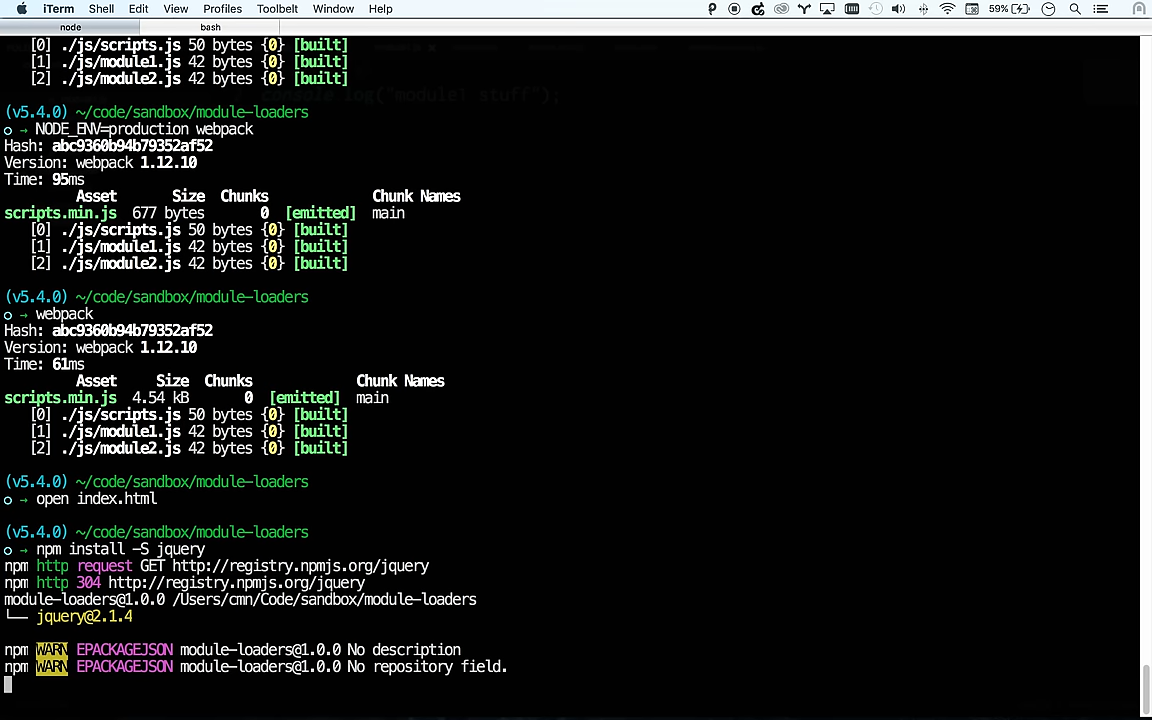 iTerm Shell Edit View Profiles Toolbelt Window Help 59%
node bash
[0] ./js/scripts.js 50 bytes {0} [built]
[1] ./js/module1.js 42 bytes {0} [built]
[2] ./js/module2.js 42 bytes {0} [built]
console log("module1 stuff");
(v5.4.0) ~/code/sandbox/module-loaders
○ → NODE_ENV=production webpack
Hash: abc9360b94b79352af52
Version: webpack 1.12.10
Time: 95ms
Asset Size Chunks Chunk Names
scripts.min.js 677 bytes 0 [emitted] main
[0] ./js/scripts.js 50 bytes {0} [built]
[1] ./js/module1.js 42 bytes {0} [built]
[2] ./js/module2.js 42 bytes {0} [built]
(v5.4.0) ~/code/sandbox/module-loaders
○ → webpack
Hash: abc9360b94b79352af52
Version: webpack 1.12.10
Time: 61ms
Asset Size Chunks Chunk Names
scripts.min.js 4.54 kB 0 [emitted] main
[0] ./js/scripts.js 50 bytes {0} [built]
[1] ./js/module1.js 42 bytes {0} [built]
[2] ./js/module2.js 42 bytes {0} [built]
(v5.4.0) ~/code/sandbox/module-loaders
○ → open index.html
(v5.4.0) ~/code/sandbox/module-loaders
○ → npm install -S jquery
npm http request GET http://registry.npmjs.org/jquery
npm http 304 http://registry.npmjs.org/jquery
module-loaders@1.0.0 /Users/cmn/Code/sandbox/module-loaders
└── jquery@2.1.4
npm WARN EPACKAGEJSON module-loaders@1.0.0 No description
npm WARN EPACKAGEJSON module-loaders@1.0.0 No repository field.